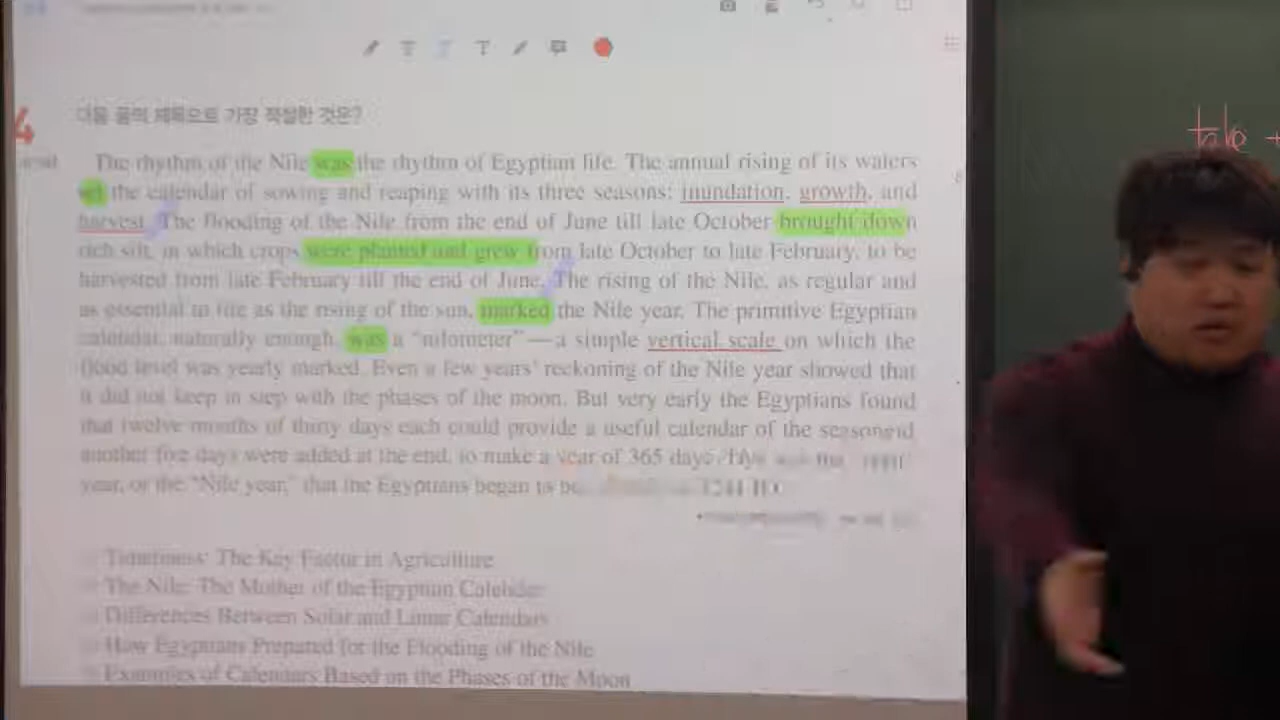 take
4
다음 글의 제목으로 가장 적절한 것은?
The rhythm of the Nile was the rhythm of Egyptian life. The annual rising of its waters
set the calendar of sowing and reaping with its three seasons: inundation, growth, and
harvest. The flooding of the Nile from the end of June till late October brought down
rich silt, in which crops were planted and grew from late October to late February, to be
harvested from late February till the end of June. The rising of the Nile, as regular and
as essential to life as the rising of the sun, marked the Nile year. The primitive Egyptian
calendar, naturally enough, was a “nilometer” — a simple vertical scale on which the
flood level was yearly marked. Even a few years’ reckoning of the Nile year showed that
it did not keep in step with the phases of the moon. But very early the Egyptians found
that twelve months of thirty days each could provide a useful calendar of the seasons
another five days were added at the end, to make a year of 365 days.
year, or the “Nile year,” that the Egyptians began to
Timeliness: The Key Factor in Agriculture
The Nile: The Mother of the Egyptian Calendar
Differences Between Solar and Lunar Calendars
How Egyptians Prepared for the Flooding of the Nile
Examples of Calendars Based on the Phases of the Moon